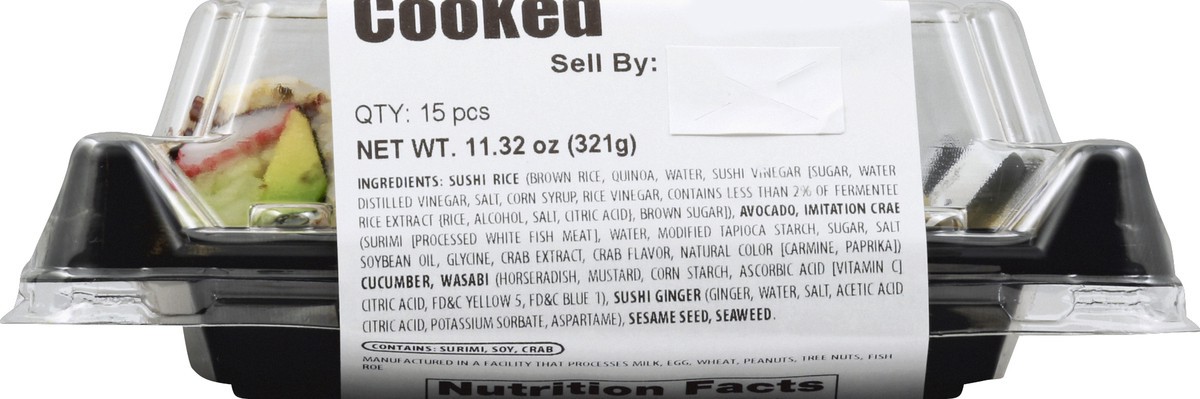 Cooked
Sell By:
QTY: 15 pcs
NET WT. 11.32 oz (321g)
INGREDIENTS: SUSHI RICE (BROWN RICE, QUINOA, WATER, SUSHI VINEGAR [SUGAR, WATER
DISTILLED VINEGAR, SALT, CORN SYRUP, RICE VINEGAR, CONTAINS LESS THAN 2% OF FERMENTED
RICE EXTRACT (RICE, ALCOHOL, SALT, CITRIC ACID), BROWN SUGAR]), AVOCADO, IMITATION CRAB
(SURIMI [PROCESSED WHITE FISH MEAT], WATER, MODIFIED TAPIOCA STARCH, SUGAR, SALT
SOYBEAN OIL, GLYCINE, CRAB EXTRACT, CRAB FLAVOR, NATURAL COLOR [CARMINE, PAPRIKA])
CUCUMBER, WASABI (HORSERADISH, MUSTARD, CORN STARCH, ASCORBIC ACID [VITAMIN C]
CITRIC ACID, FD&C YELLOW 5, FD&C BLUE 1), SUSHI GINGER (GINGER, WATER, SALT, ACETIC ACID
CITRIC ACID, POTASSIUM SORBATE, ASPARTAME), SESAME SEED, SEAWEED.
CONTAINS: SURIMI, SOY, CRAB
MANUFACTURED IN A FACILITY THAT PROCESSES MILK, EGG, WHEAT, PEANUTS, TREE NUTS, FISH
ROE
Nutrition Facts